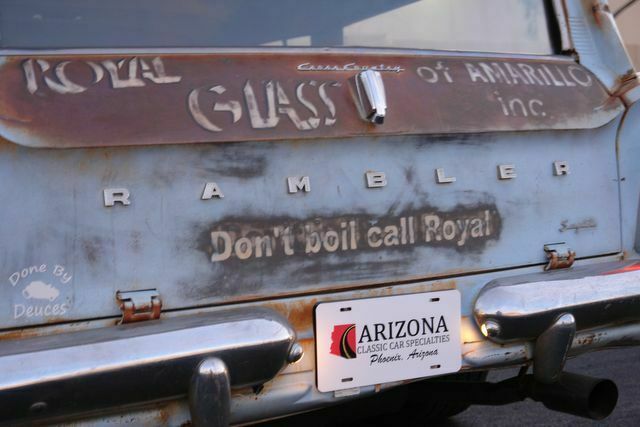 ROYAL GLASS of AMARILLO
inc.
Cross Country
RAMBLER
Don't boil call Royal
Done By
Deuces
ARIZONA
CLASSIC CAR SPECIALTIES
Phoenix, Arizona